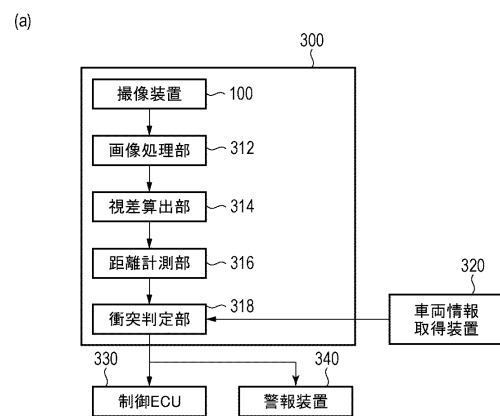 (a)
300
撮像装置
100
画像処理部
312
視差算出部
314
距離計測部
316
衝突判定部
318
320
車両情報
取得装置
330
制御ECU
340
警報装置